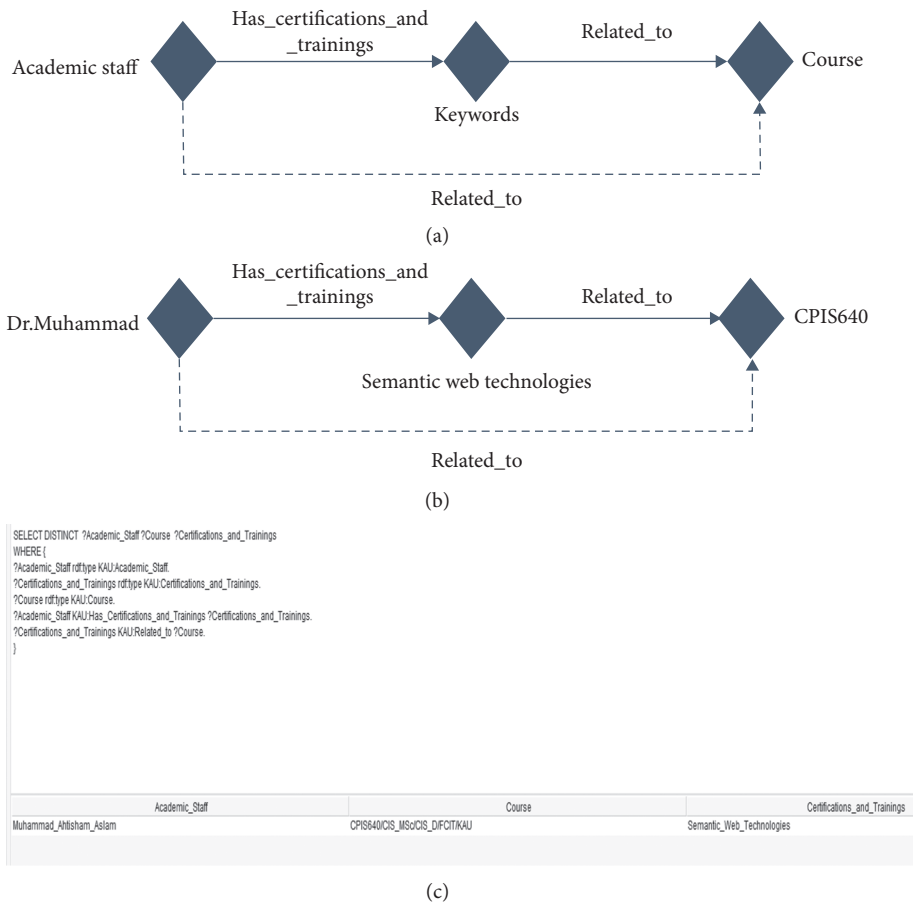 Has_certifications_and
_trainings
Related_to
Academic staff
Course
Keywords
Related_to
(a)
Has_certifications_and
_trainings
Related_to
Dr.Muhammad
CPIS640
Semantic web technologies
Related_to
(b)
SELECT DISTINCT ?Academic_Staff ?Course ?Certifications_and_Trainings
WHERE {
?Academic_Staff rdf:type KAU:Academic_Staff.
?Certifications_and_Trainings rdf:type KAU:Certifications_and_Trainings.
?Course rdf:type KAU:Course.
?Academic_Staff KAU:Has_Certifications_and_Trainings ?Certifications_and_Trainings.
?Certifications_and_Trainings KAU:Related_to ?Course.
}
Academic_Staff Course Certifications_and_Trainings
Muhammad_Ahtisham_Aslam CPIS640/CIS_MSc/CIS_D/FCIT/KAU Semantic_Web_Technologies
(c)